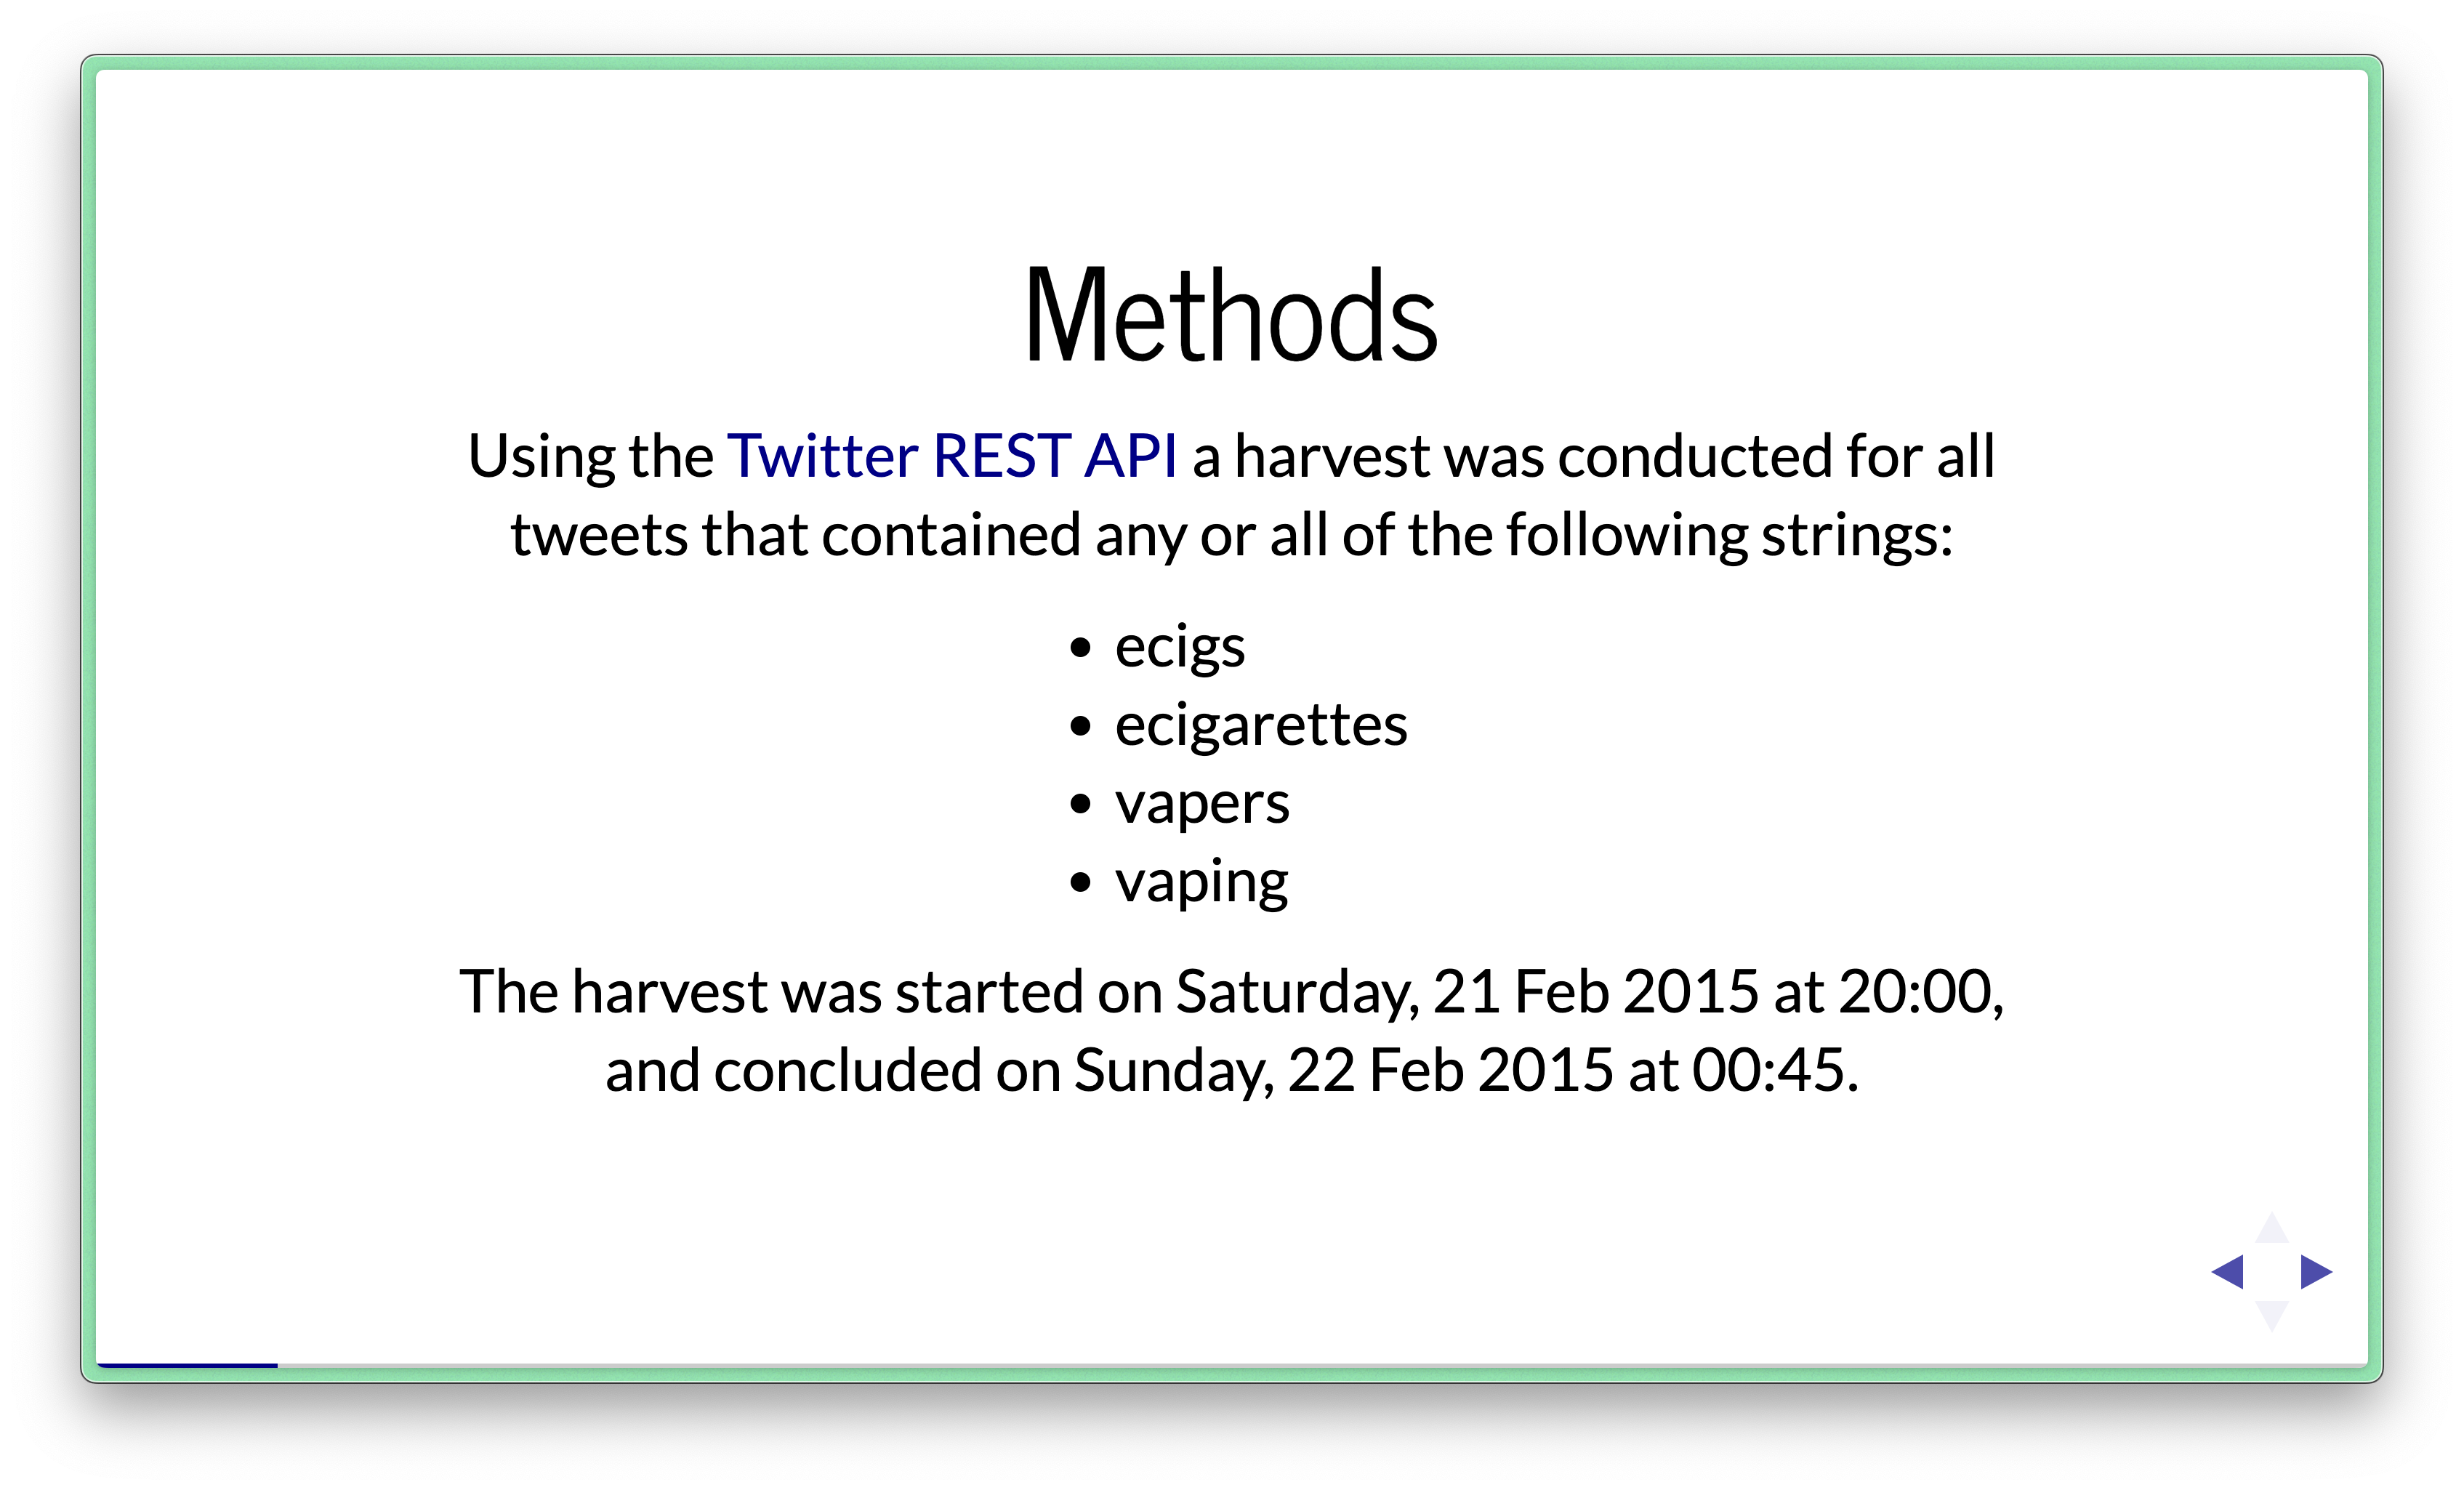 Methods
Using the Twitter REST API a harvest was conducted for all
tweets that contained any or all of the following strings:
• ecigs
• ecigarettes
• vapers
• vaping
The harvest was started on Saturday, 21 Feb 2015 at 20:00,
and concluded on Sunday, 22 Feb 2015 at 00:45.